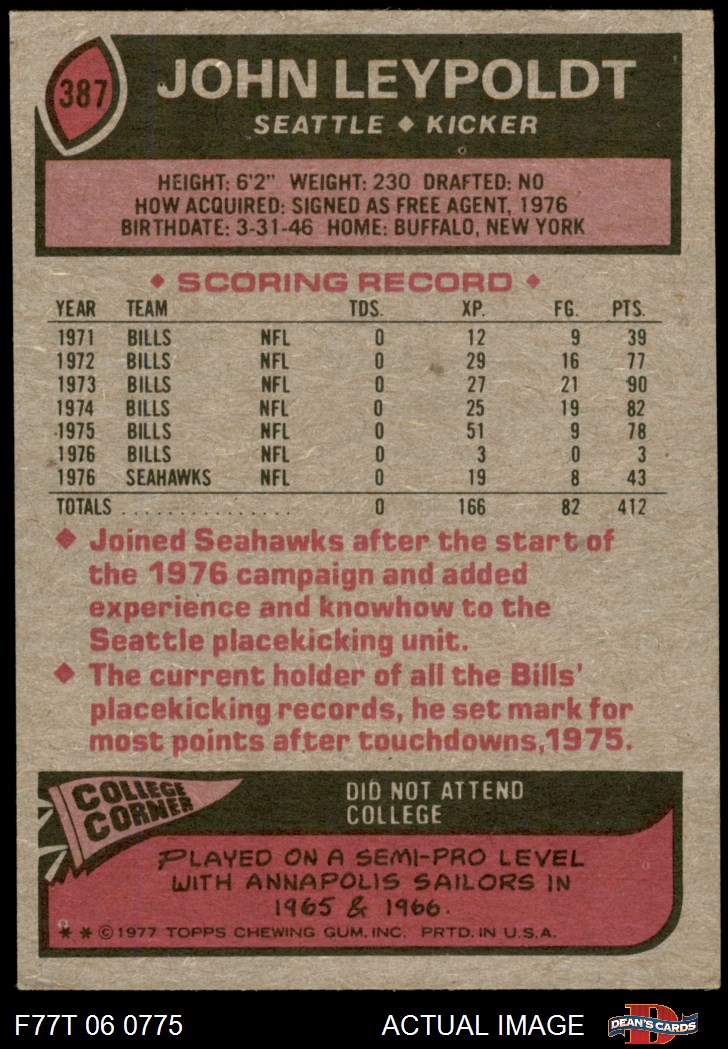 387
JOHN LEYPOLDT
SEATTLE ◆ KICKER
HEIGHT: 6'2" WEIGHT: 230 DRAFTED: NO
HOW ACQUIRED: SIGNED AS FREE AGENT, 1976
BIRTHDATE: 3-31-46 HOME: BUFFALO, NEW YORK
◆ SCORING RECORD ◆
YEAR TEAM TDS. XP. FG. PTS.
1971 BILLS NFL 0 12 9 39
1972 BILLS NFL 0 29 16 77
1973 BILLS NFL 0 27 21 90
1974 BILLS NFL 0 25 19 82
1975 BILLS NFL 0 51 9 78
1976 BILLS NFL 0 3 0 3
1976 SEAHAWKS NFL 0 19 8 43
TOTALS . . . . . . . . . . . . . . . 0 166 82 412
◆ Joined Seahawks after the start of
the 1976 campaign and added
experience and knowhow to the
Seattle placekicking unit.
◆ The current holder of all the Bills'
placekicking records, he set mark for
most points after touchdowns,1975.
COLLEGE
CORNER
DID NOT ATTEND
COLLEGE
PLAYED ON A SEMI-PRO LEVEL
WITH ANNAPOLIS SAILORS IN
1965 & 1966.
* * © 1977 TOPPS CHEWING GUM, INC. PRTD. IN U.S.A.
F77T 06 0775 ACTUAL IMAGE
DEAN'S CARDS